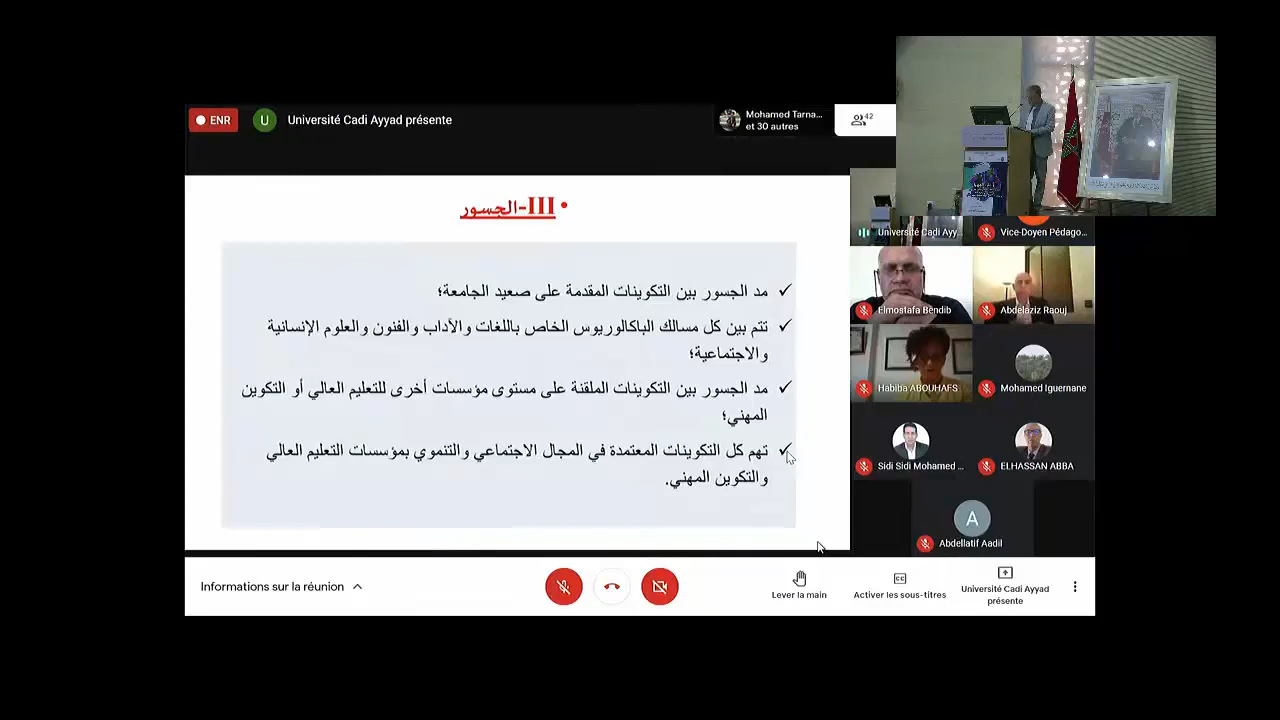 ENR
U
Université Cadi Ayyad présente
Mohamed Tarna...
et 30 autres
42
III-الجسور •
✓ مد الجسور بين التكوينات المقدمة على صعيد الجامعة؛
✓ تتم بين كل مسالك الباكالوريوس الخاص باللغات والآداب والفنون والعلوم الإنسانية
والاجتماعية؛
✓ مد الجسور بين التكوينات الملقنة على مستوى مؤسسات أخرى للتعليم العالي أو التكوين
المهني؛
✓ تهم كل التكوينات المعتمدة في المجال الاجتماعي والتنموي بمؤسسات التعليم العالي
والتكوين المهني.
Université Cadi Ayy...
Vice-Doyen Pédago...
Elmostafa Bendib
Abdelaziz Raouj
Habiba ABOUHAFS
Mohamed Iguernane
Sidi Sidi Mohamed ...
ELHASSAN ABBA
A
Abdellatif Aadil
Informations sur la réunion
Lever la main
CC
Activer les sous-titres
Université Cadi Ayyad
présente